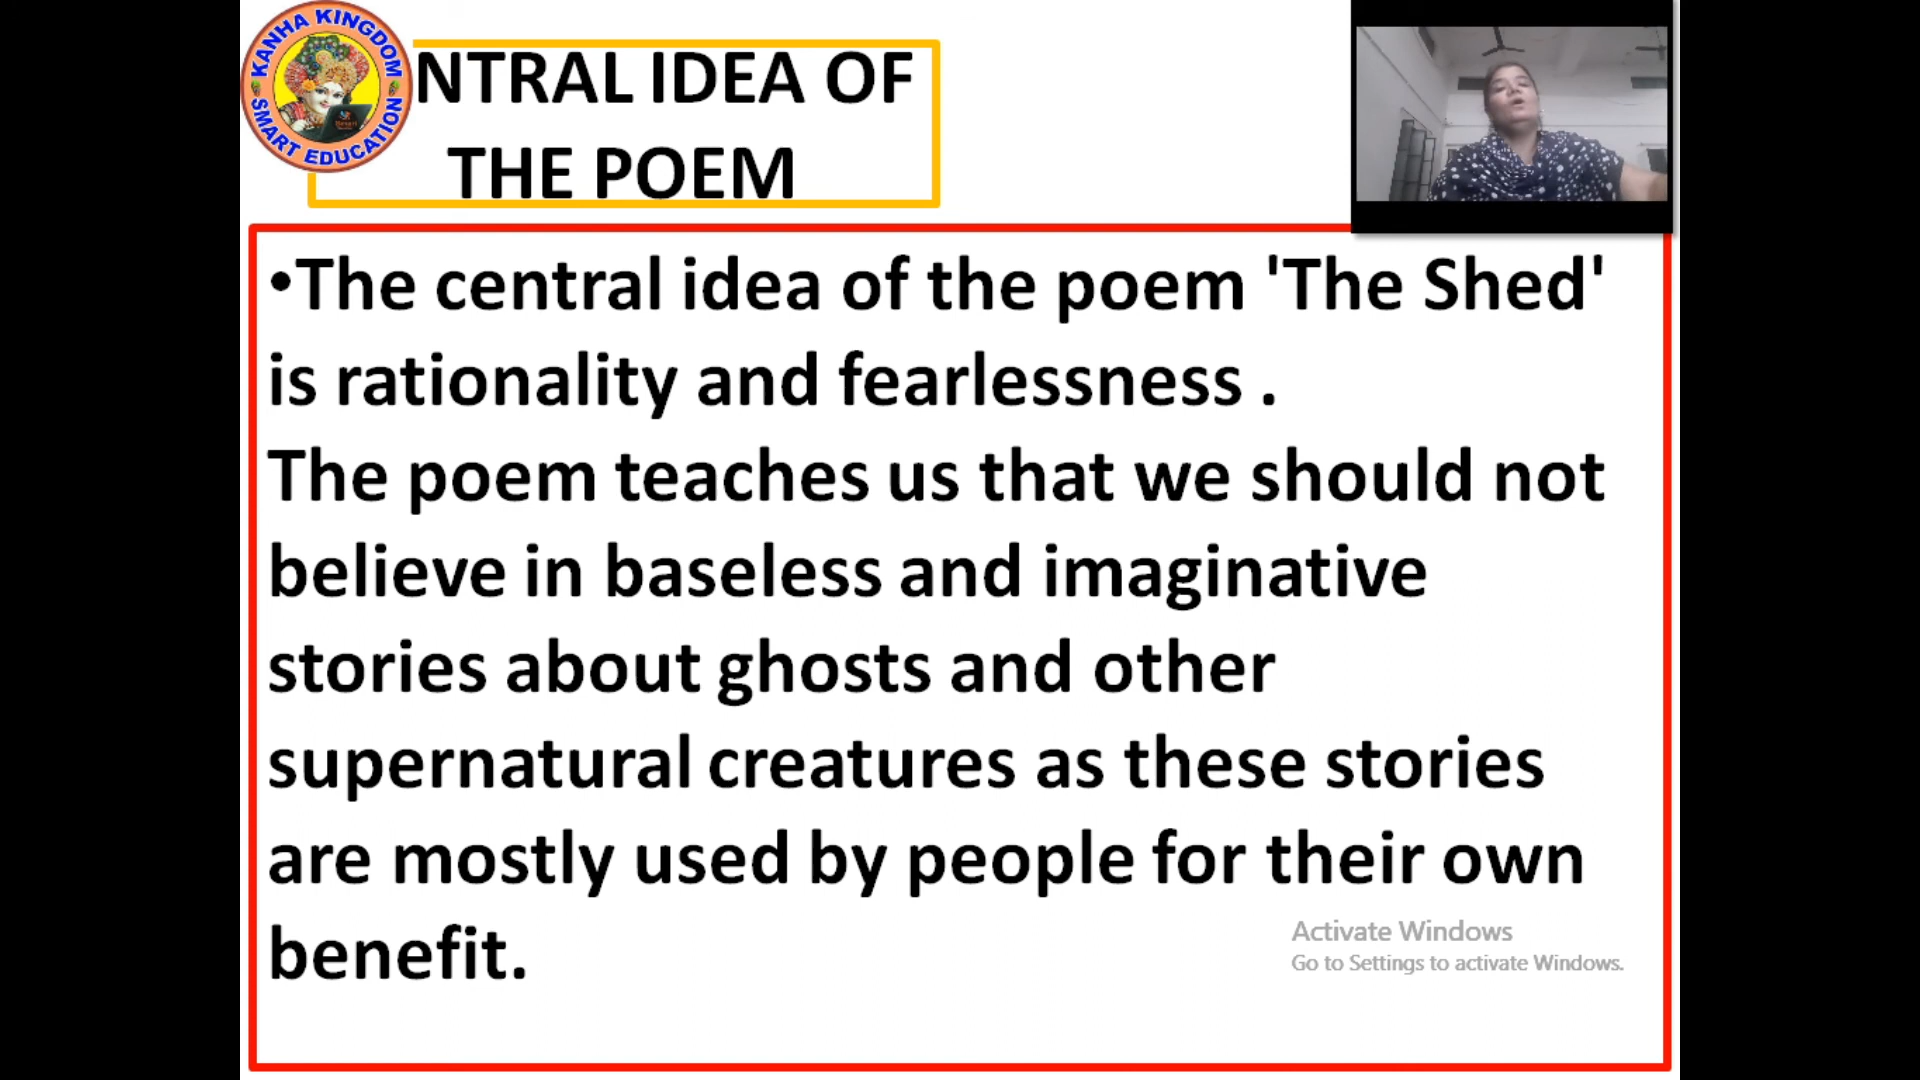 KANHA KINGDOM
SMART EDUCATION
NTRAL IDEA OF
THE POEM
•The central idea of the poem 'The Shed'
is rationality and fearlessness .
The poem teaches us that we should not
believe in baseless and imaginative
stories about ghosts and other
supernatural creatures as these stories
are mostly used by people for their own
benefit.
Activate Windows
Go to Settings to activate Windows.